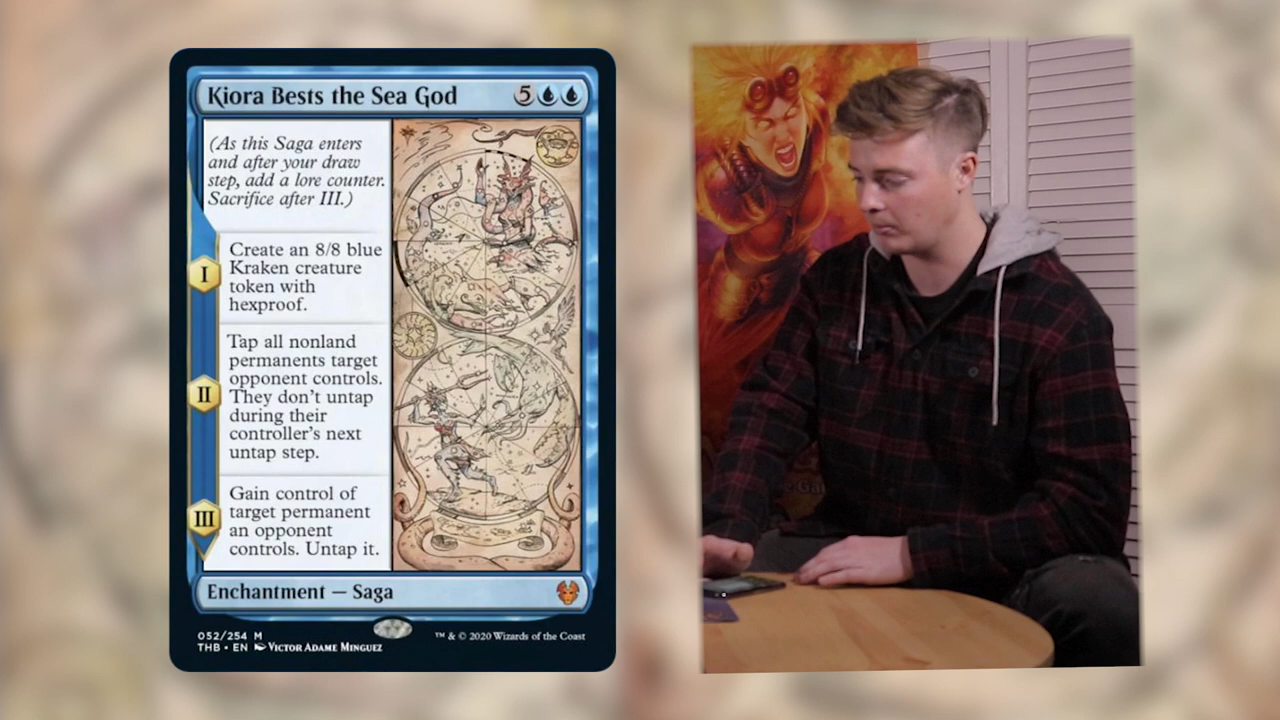 Kiora Bests the Sea God 5
(As this Saga enters
and after your draw
step, add a lore counter.
Sacrifice after III.)
I
Create an 8/8 blue
Kraken creature
token with
hexproof.
II
Tap all nonland
permanents target
opponent controls.
They don't untap
during their
controller's next
untap step.
III
Gain control of
target permanent
an opponent
controls. Untap it.
Enchantment — Saga
052/254 M
THB • EN Victor Adame Minguez
™ & © 2020 Wizards of the Coast